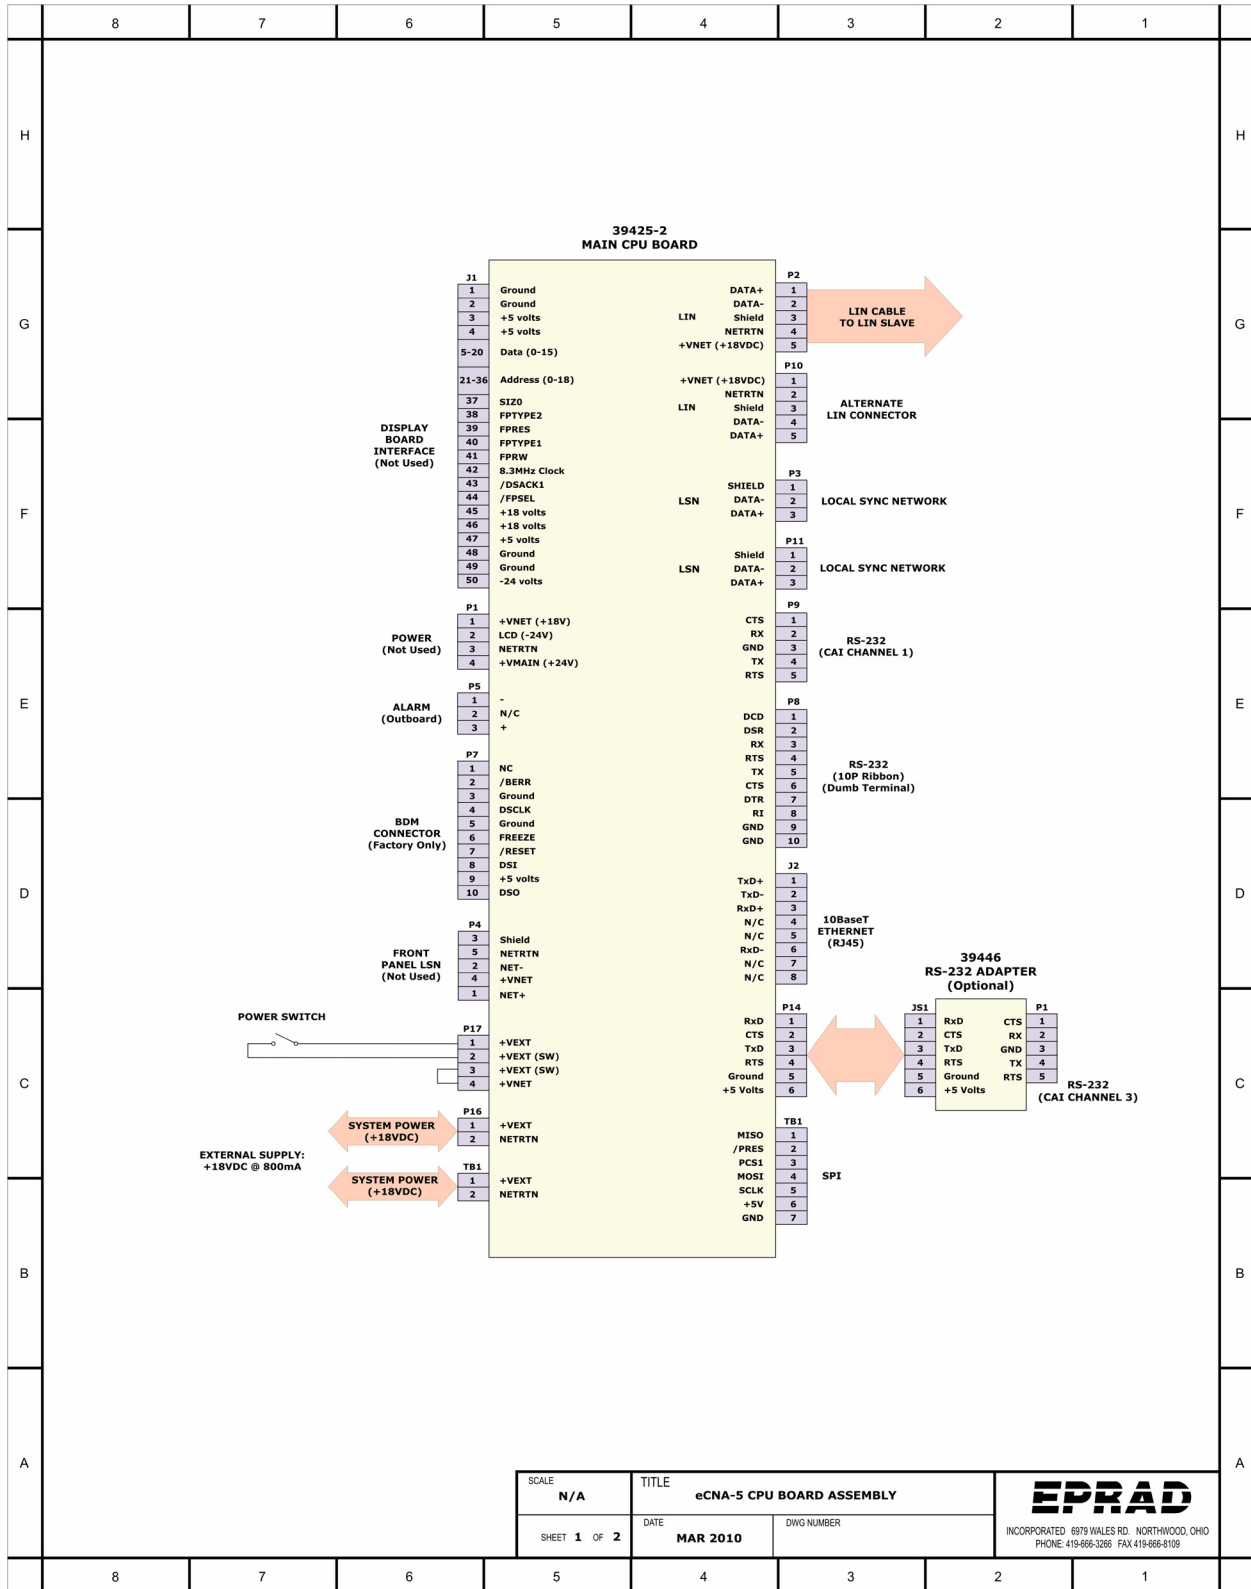 8 7 6 5 4 3 2 1
H H
G G
F F
E E
D D
C C
B B
A A
39425-2
MAIN CPU BOARD
J1
1 Ground
2 Ground
3 +5 volts
4 +5 volts
5-20 Data (0-15)
21-36 Address (0-18)
37 SIZ0
38 FPTYPE2
39 FPRES
40 FPTYPE1
41 FPRW
42 8.3MHz Clock
43 /DSACK1
44 /FPSEL
45 +18 volts
46 +18 volts
47 +5 volts
48 Ground
49 Ground
50 -24 volts
DISPLAY
BOARD
INTERFACE
(Not Used)
P1
1 +VNET (+18V)
2 LCD (-24V)
3 NETRTN
4 +VMAIN (+24V)
POWER
(Not Used)
P5
1 -
2 N/C
3 +
ALARM
(Outboard)
P7
1 NC
2 /BERR
3 Ground
4 DSCLK
5 Ground
6 FREEZE
7 /RESET
8 DSI
9 +5 volts
10 DSO
BDM
CONNECTOR
(Factory Only)
P4
3 Shield
5 NETRTN
2 NET-
4 +VNET
1 NET+
FRONT
PANEL LSN
(Not Used)
POWER SWITCH
P17
1 +VEXT
2 +VEXT (SW)
3 +VEXT (SW)
4 +VNET
P16
1 +VEXT
2 NETRTN
SYSTEM POWER
(+18VDC)
EXTERNAL SUPPLY:
+18VDC @ 800mA
TB1
1 +VEXT
2 NETRTN
SYSTEM POWER
(+18VDC)
P2
DATA+ 1
DATA- 2
LIN Shield 3
NETRTN 4
+VNET (+18VDC) 5
LIN CABLE
TO LIN SLAVE
P10
+VNET (+18VDC) 1
NETRTN 2
LIN Shield 3
DATA- 4
DATA+ 5
ALTERNATE
LIN CONNECTOR
P3
SHIELD 1
LSN DATA- 2
DATA+ 3
LOCAL SYNC NETWORK
P11
Shield 1
LSN DATA- 2
DATA+ 3
LOCAL SYNC NETWORK
P9
CTS 1
RX 2
GND 3
TX 4
RTS 5
RS-232
(CAI CHANNEL 1)
P8
DCD 1
DSR 2
RX 3
RTS 4
TX 5
CTS 6
DTR 7
RI 8
GND 9
GND 10
RS-232
(10P Ribbon)
(Dumb Terminal)
J2
TxD+ 1
TxD- 2
RxD+ 3
N/C 4
N/C 5
RxD- 6
N/C 7
N/C 8
10BaseT
ETHERNET
(RJ45)
P14
RxD 1
CTS 2
TxD 3
RTS 4
Ground 5
+5 Volts 6
39446
RS-232 ADAPTER
(Optional)
JS1 P1
1 RxD CTS 1
2 CTS RX 2
3 TxD GND 3
4 RTS TX 4
5 Ground RTS 5
6 +5 Volts
RS-232
(CAI CHANNEL 3)
TB1
MISO 1
/PRES 2
PCS1 3
MOSI 4
SCLK 5
+5V 6
GND 7
SPI
SCALE
N/A
TITLE
eCNA-5 CPU BOARD ASSEMBLY
SHEET 1 OF 2
DATE
MAR 2010
DWG NUMBER
EPRAD
INCORPORATED 6979 WALES RD. NORTHWOOD, OHIO
PHONE: 419-666-3266 FAX 419-666-8109
8 7 6 5 4 3 2 1